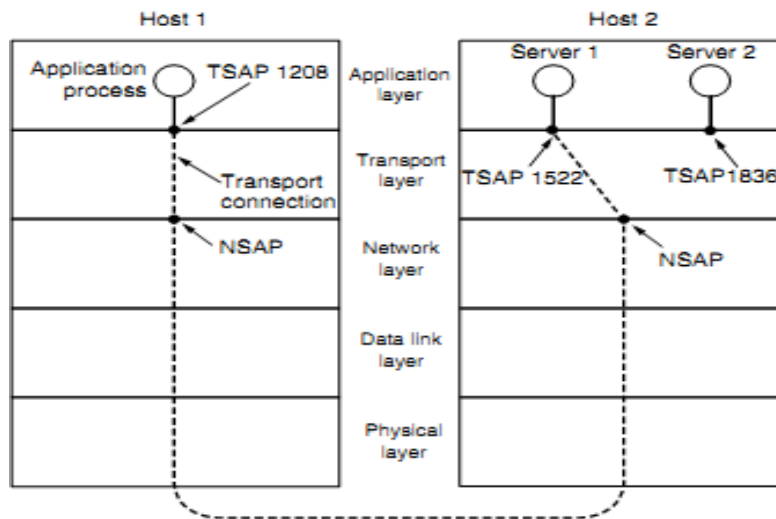 Host 1
Host 2
Application
process
TSAP 1208
Application
layer
Server 1
Server 2
Transport
connection
Transport
layer
TSAP 1522
TSAP1836
NSAP
Network
layer
NSAP
Data link
layer
Physical
layer